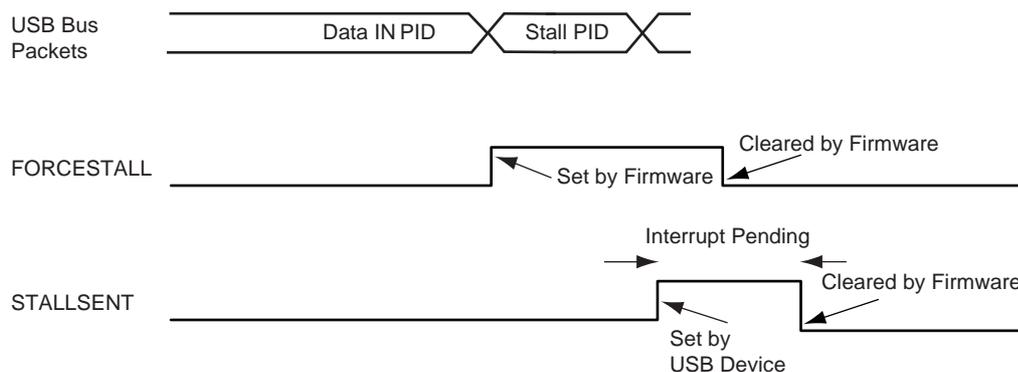 USB Bus
Packets
Data IN PID
Stall PID
FORCESTALL
Set by Firmware
Cleared by Firmware
Interrupt Pending
STALLSENT
Set by
USB Device
Cleared by Firmware